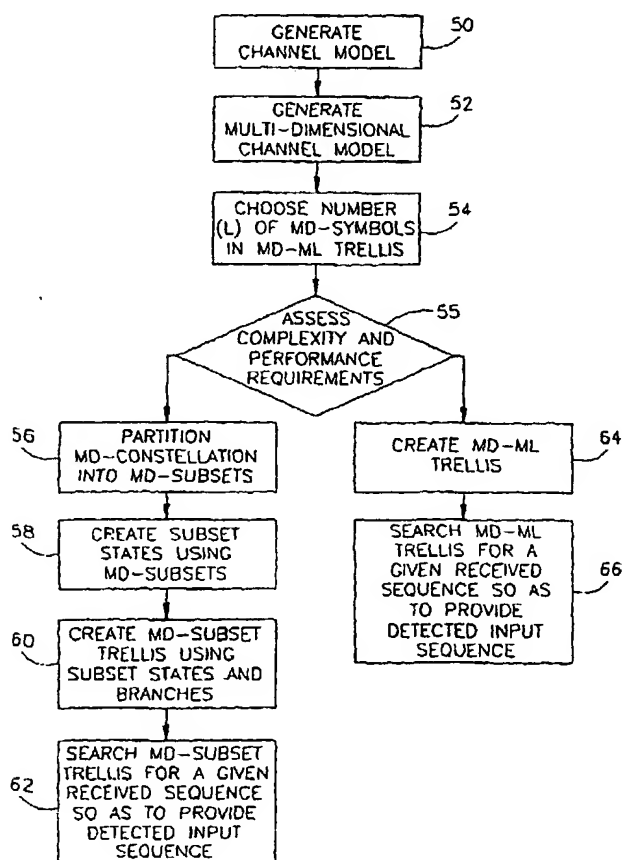 GENERATE
CHANNEL MODEL
50
GENERATE
MULTI-DIMENSIONAL
CHANNEL MODEL
52
CHOOSE NUMBER
(L) OF MD-SYMBOLS
IN MD-ML TRELLIS
54
ASSESS
COMPLEXITY AND
PERFORMANCE
REQUIREMENTS
55
56
PARTITION
MD-CONSTELLATION
INTO MD-SUBSETS
58
CREATE SUBSET
STATES USING
MD-SUBSETS
60
CREATE MD-SUBSET
TRELLIS USING
SUBSET STATES AND
BRANCHES
62
SEARCH MD-SUBSET
TRELLIS FOR A GIVEN
RECEIVED SEQUENCE
SO AS TO PROVIDE
DETECTED INPUT
SEQUENCE
CREATE MD-ML
TRELLIS
64
SEARCH MD-ML
TRELLIS FOR A
GIVEN RECEIVED
SEQUENCE SO AS
TO PROVIDE
DETECTED INPUT
SEQUENCE
66